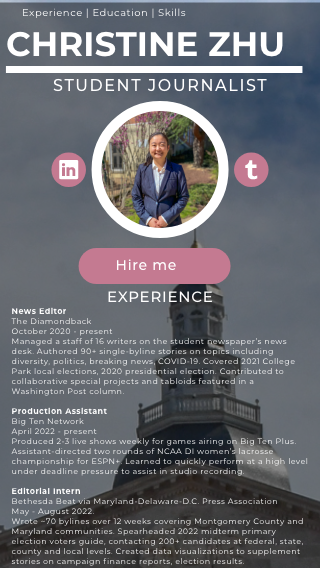 Experience | Education | Skills
CHRISTINE ZHU
STUDENT JOURNALIST
in
t
Hire me
EXPERIENCE
News Editor
The Diamondback
October 2020 - present
Managed a staff of 16 writers on the student newspaper's news
desk. Authored 90+ single-byline stories on topics including
diversity, politics, breaking news, COVID-19. Covered 2021 College
Park local elections, 2020 presidential election. Contributed to
collaborative special projects and tabloids featured in a
Washington Post column.
Production Assistant
Big Ten Network
April 2022 - present
Produced 2-3 live shows weekly for games airing on Big Ten Plus.
Assistant-directed two rounds of NCAA DI women's lacrosse
championship for ESPN+. Learned to quickly perform at a high level
under deadline pressure to assist in studio recording.
Editorial Intern
Bethesda Beat via Maryland-Delaware-D.C. Press Association
May - August 2022.
Wrote ~70 bylines over 12 weeks covering Montgomery County and
Maryland communities. Spearheaded 2022 midterm primary
election voters guide, contacting 200+ candidates at federal, state,
county and local levels. Created data visualizations to supplement
stories on campaign finance reports, election results.